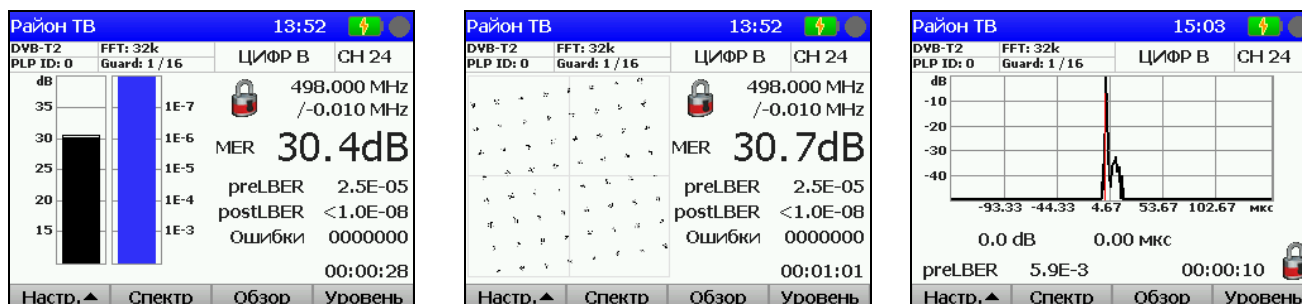 Район ТВ 13:52
DVB-T2 FFT: 32k ЦИФР В CH 24
PLP ID: 0 Guard: 1/16
dB
35
30
25
20
15
1E-7
1E-6
1E-5
1E-4
1E-3
498.000 MHz
/-0.010 MHz
MER 30.4dB
preLBER 2.5E-05
postLBER <1.0E-08
Ошибки 0000000
00:00:28
Настр.▲ Спектр Обзор Уровень
Район ТВ 13:52
DVB-T2 FFT: 32k ЦИФР В CH 24
PLP ID: 0 Guard: 1/16
498.000 MHz
/-0.010 MHz
MER 30.7dB
preLBER 2.5E-05
postLBER <1.0E-08
Ошибки 0000000
00:01:01
Настр.▲ Спектр Обзор Уровень
Район ТВ 15:03
DVB-T2 FFT: 32k ЦИФР В CH 24
PLP ID: 0 Guard: 1/16
dB
-10
-20
-30
-40
-93.33 -44.33 4.67 53.67 102.67 мкс
0.0 dB 0.00 мкс
preLBER 5.9E-3 00:00:10
Настр.▲ Спектр Обзор Уровень